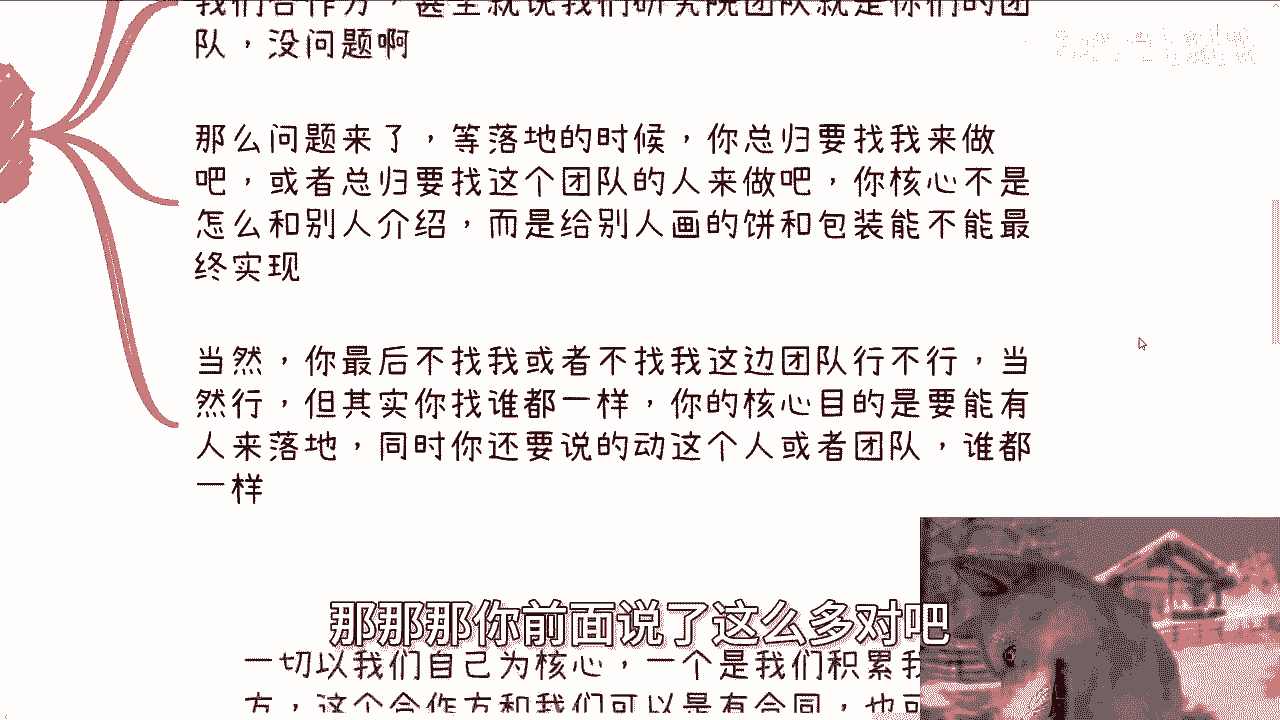 我们合作方，甚至就说我们研究院团队就是你们的团
队，没问题啊
那么问题来了，等落地的时候，你总归要找我来做
吧，或者总归要找这个团队的人来做吧，你核心不是
怎么和别人介绍，而是给别人画的饼和包装能不能最
终实现
当然，你最后不找我或者不找我这边团队行不行，当
然行，但其实你找谁都一样，你的核心目的是要能有
人来落地，同时你还要说的动这个人或者团队，谁都
一样
那那那你前面说了这么多对吧
一切以我们自己为核心，一个是我们积累我
方，这个合作方和我们可以是有合同，也可